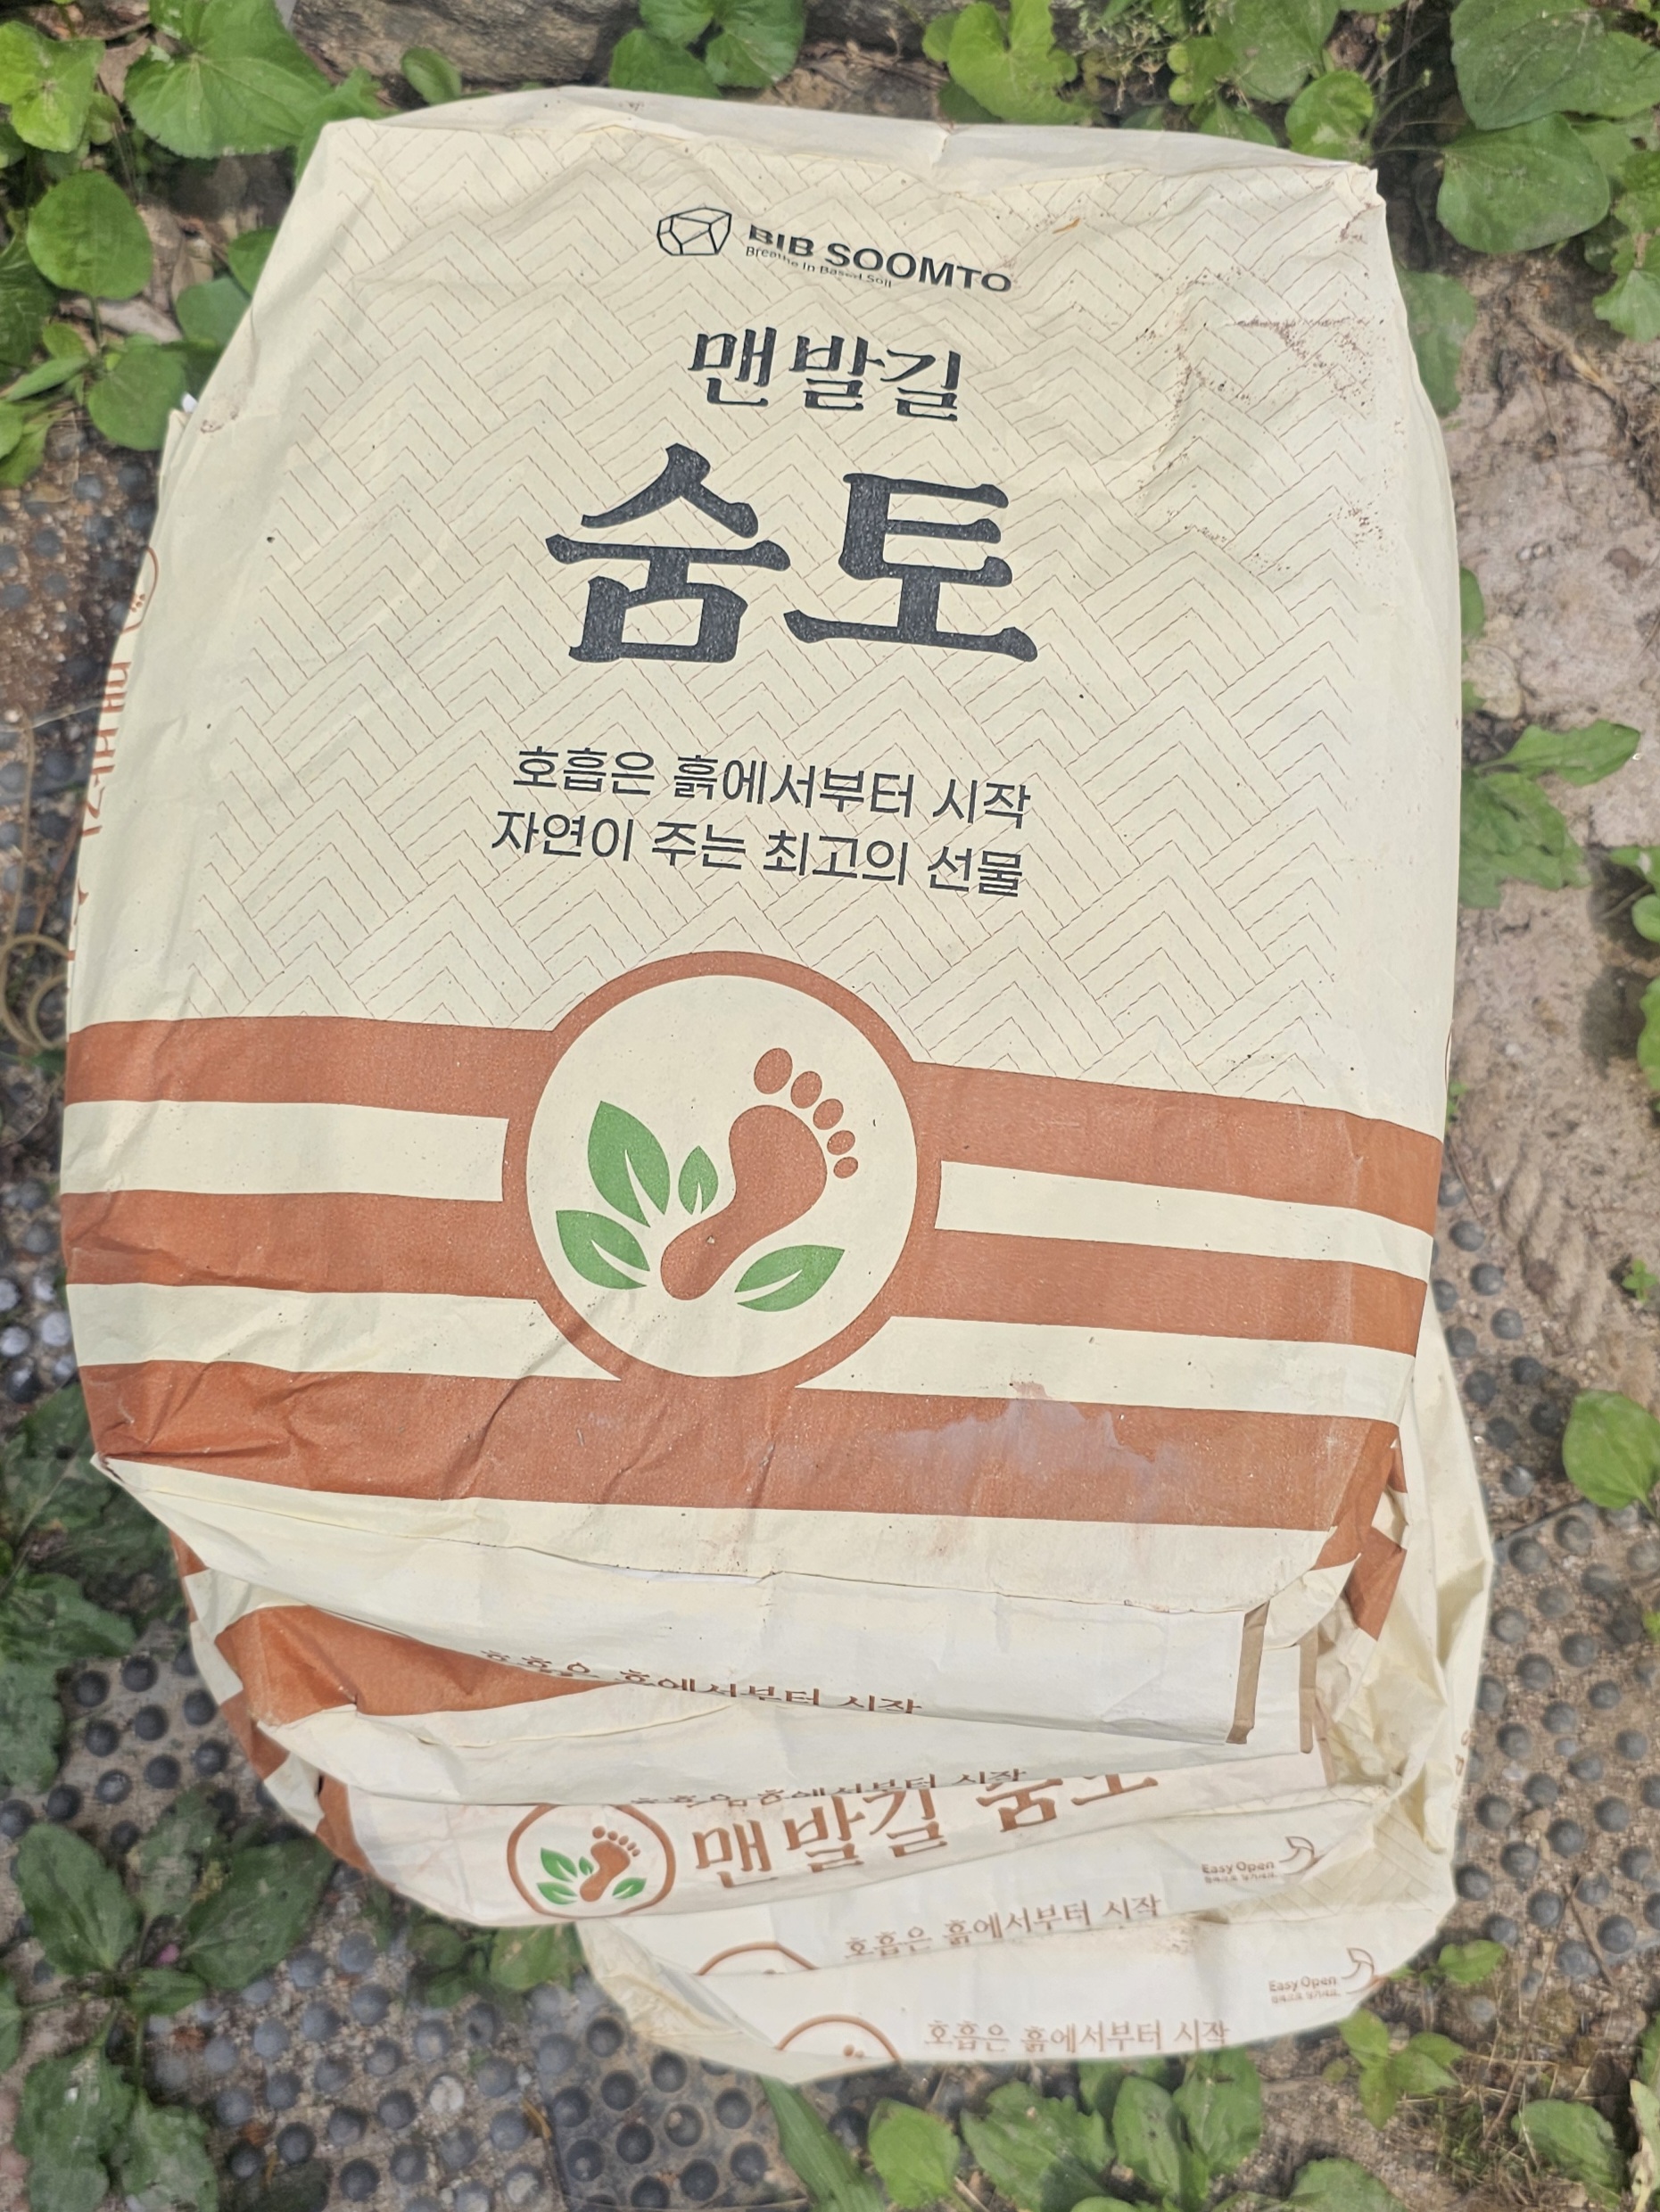 BIB SOOMTO
Breathe In Based Soil
맨발길
숨토
호흡은 흙에서부터 시작
자연이 주는 최고의 선물
흙에서부터 시작
맨발길 숨토
Easy Open
호흡은 흙에서부터 시작
Easy Open
호흡은 흙에서부터 시작